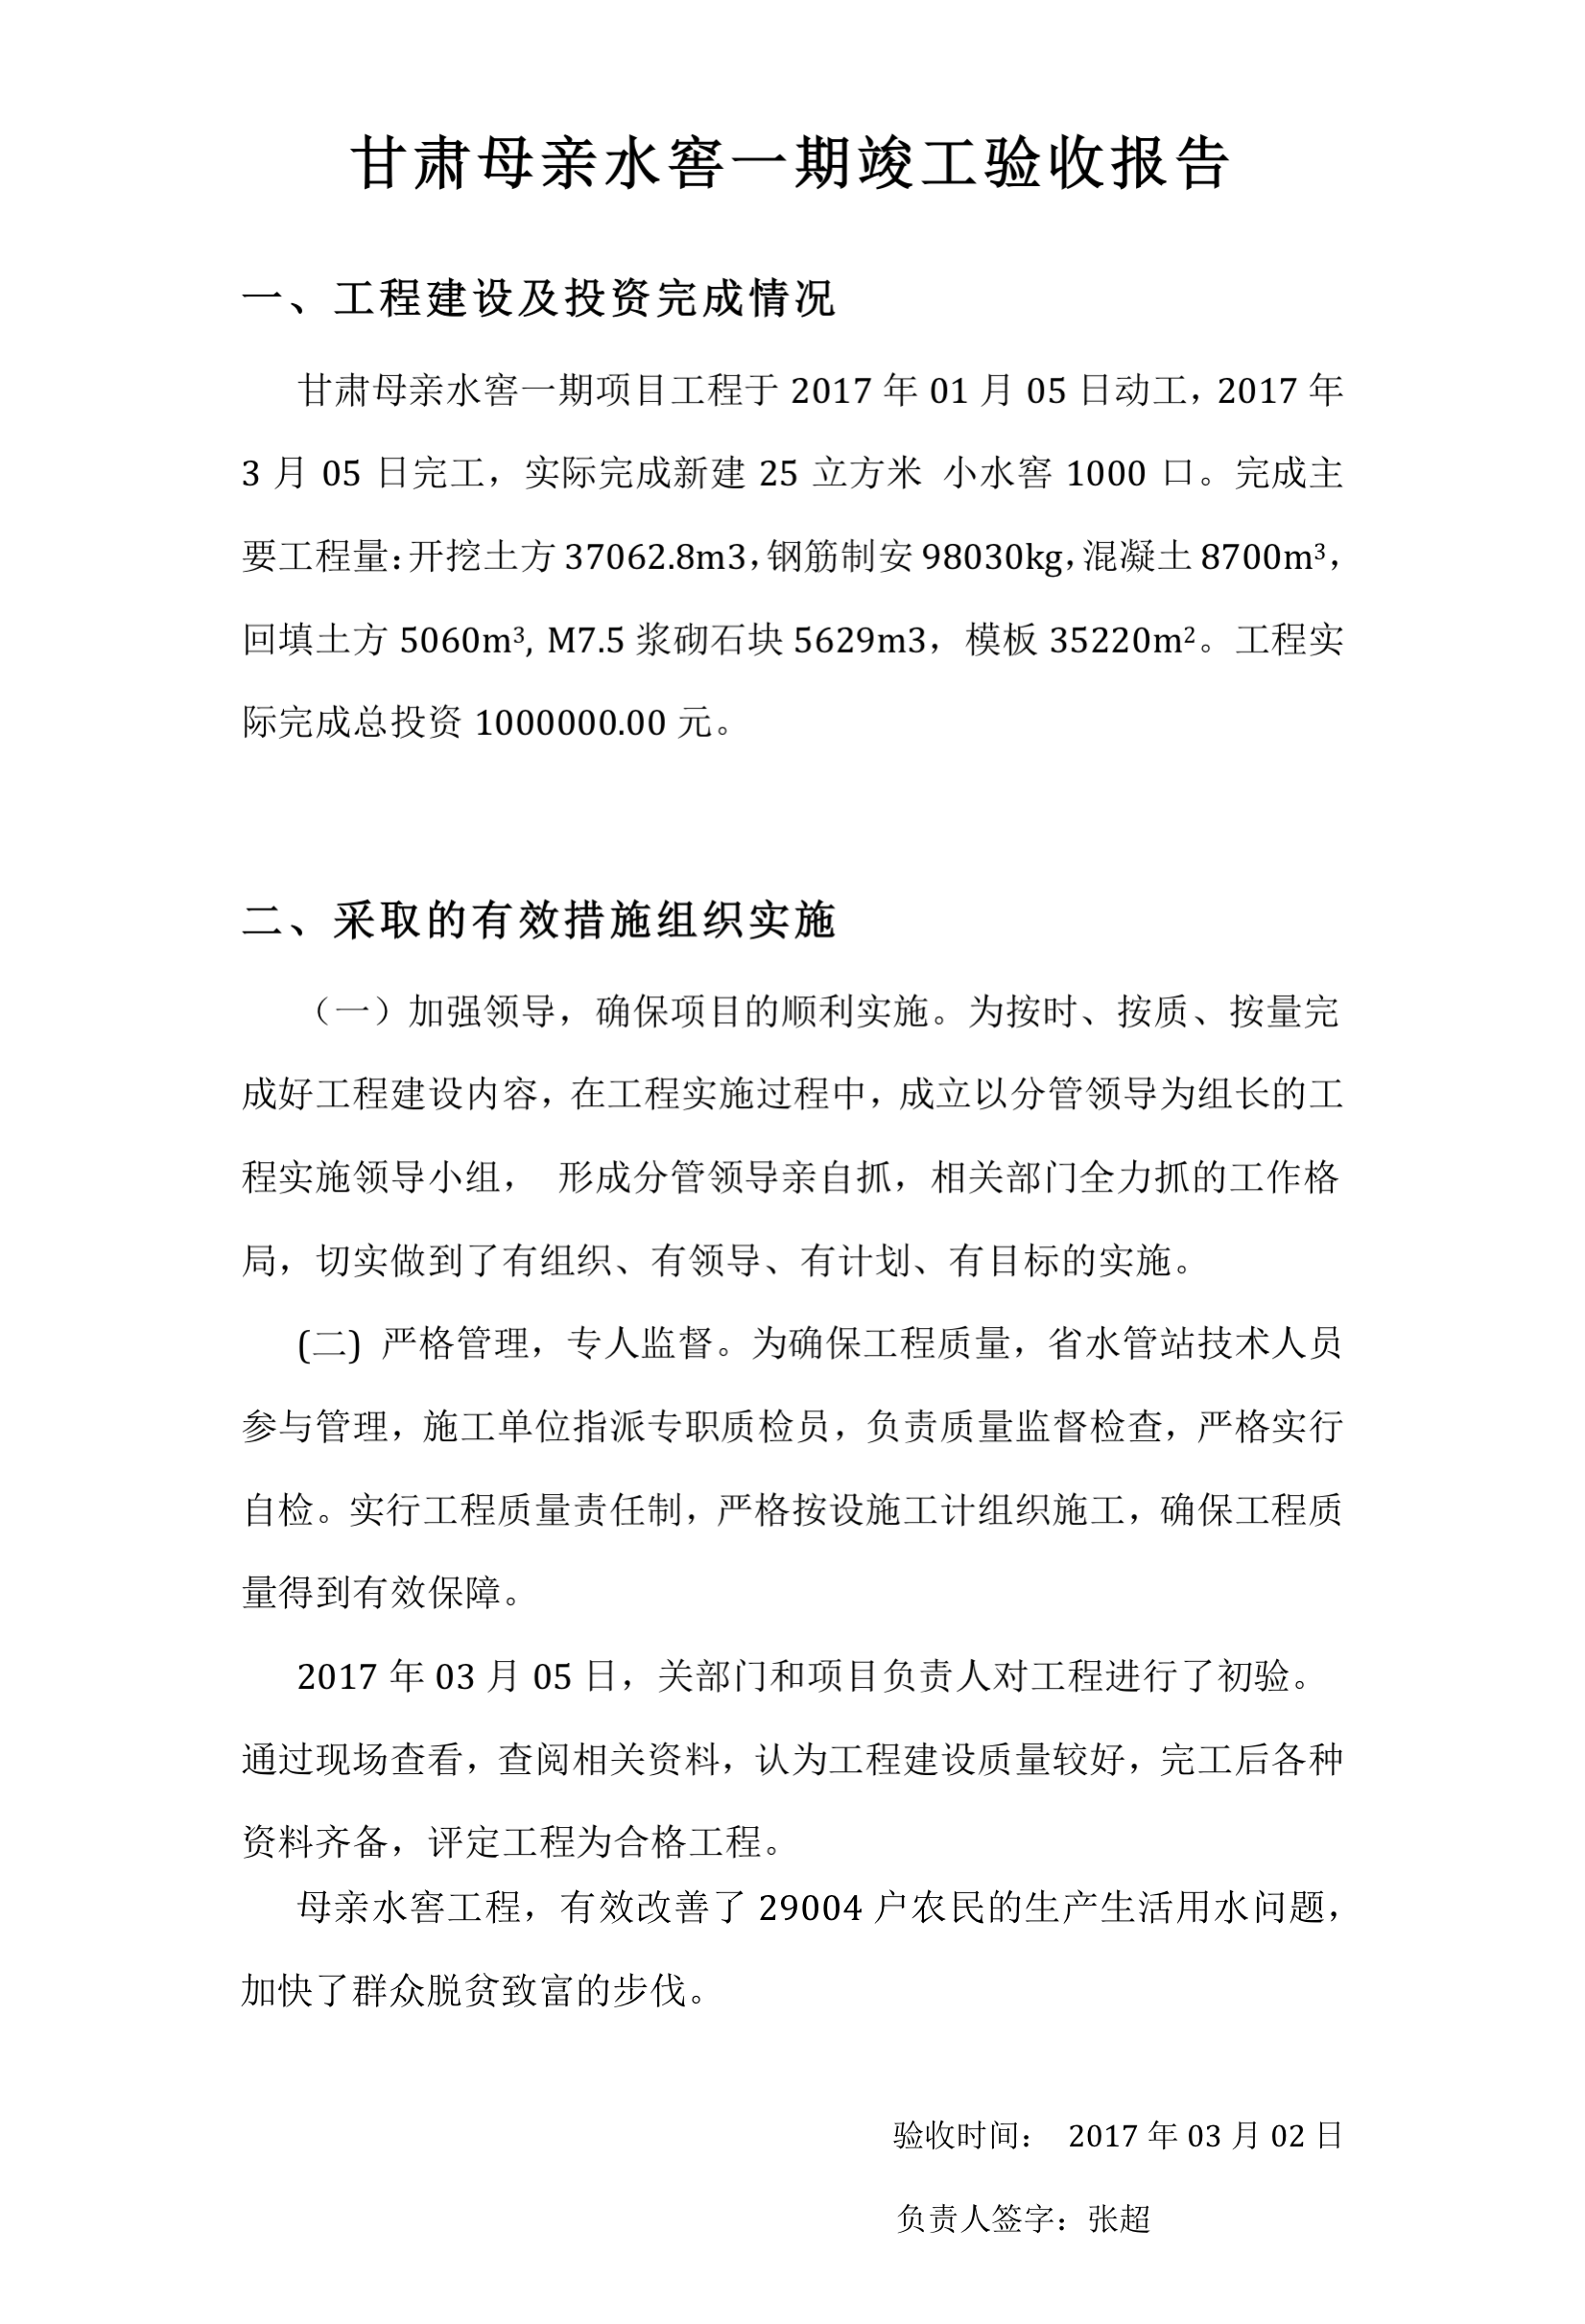 甘肃母亲水窖一期竣工验收报告
一、工程建设及投资完成情况
甘肃母亲水窖一期项目工程于 2017 年 01 月 05 日动工，2017 年
3 月 05 日完工，实际完成新建 25 立方米 小水窖 1000 口。完成主
要工程量：开挖土方 37062.8m3，钢筋制安 98030kg，混凝土 8700m³，
回填土方 5060m³, M7.5 浆砌石块 5629m3，模板 35220m²。工程实
际完成总投资 1000000.00 元。
二、采取的有效措施组织实施
（一）加强领导，确保项目的顺利实施。为按时、按质、按量完
成好工程建设内容，在工程实施过程中，成立以分管领导为组长的工
程实施领导小组， 形成分管领导亲自抓，相关部门全力抓的工作格
局，切实做到了有组织、有领导、有计划、有目标的实施。
(二) 严格管理，专人监督。为确保工程质量，省水管站技术人员
参与管理，施工单位指派专职质检员，负责质量监督检查，严格实行
自检。实行工程质量责任制，严格按设施工计组织施工，确保工程质
量得到有效保障。
2017 年 03 月 05 日，关部门和项目负责人对工程进行了初验。
通过现场查看，查阅相关资料，认为工程建设质量较好，完工后各种
资料齐备，评定工程为合格工程。
母亲水窖工程，有效改善了 29004 户农民的生产生活用水问题，
加快了群众脱贫致富的步伐。
验收时间： 2017 年 03 月 02 日
负责人签字：张超